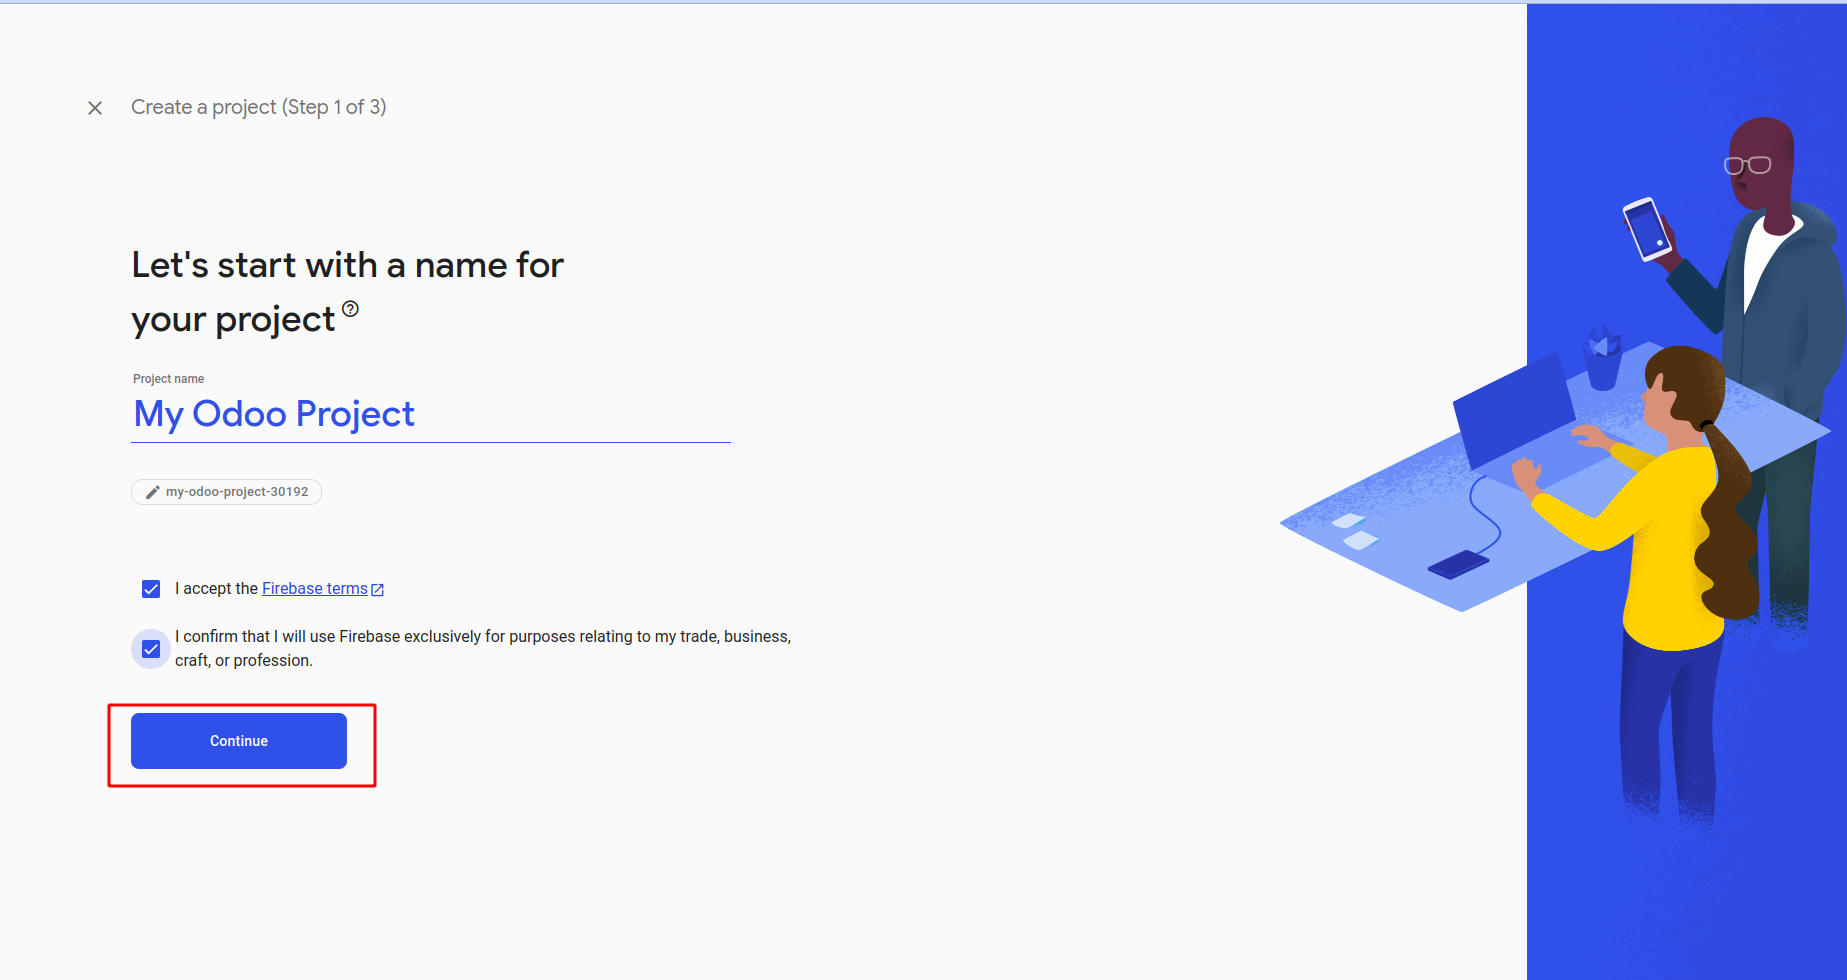 Create a project (Step 1 of 3)
Let's start with a name for
your project
Project name
My Odoo Project
my-odoo-project-30192
I accept the Firebase terms
I confirm that I will use Firebase exclusively for purposes relating to my trade, business,
craft, or profession.
Continue